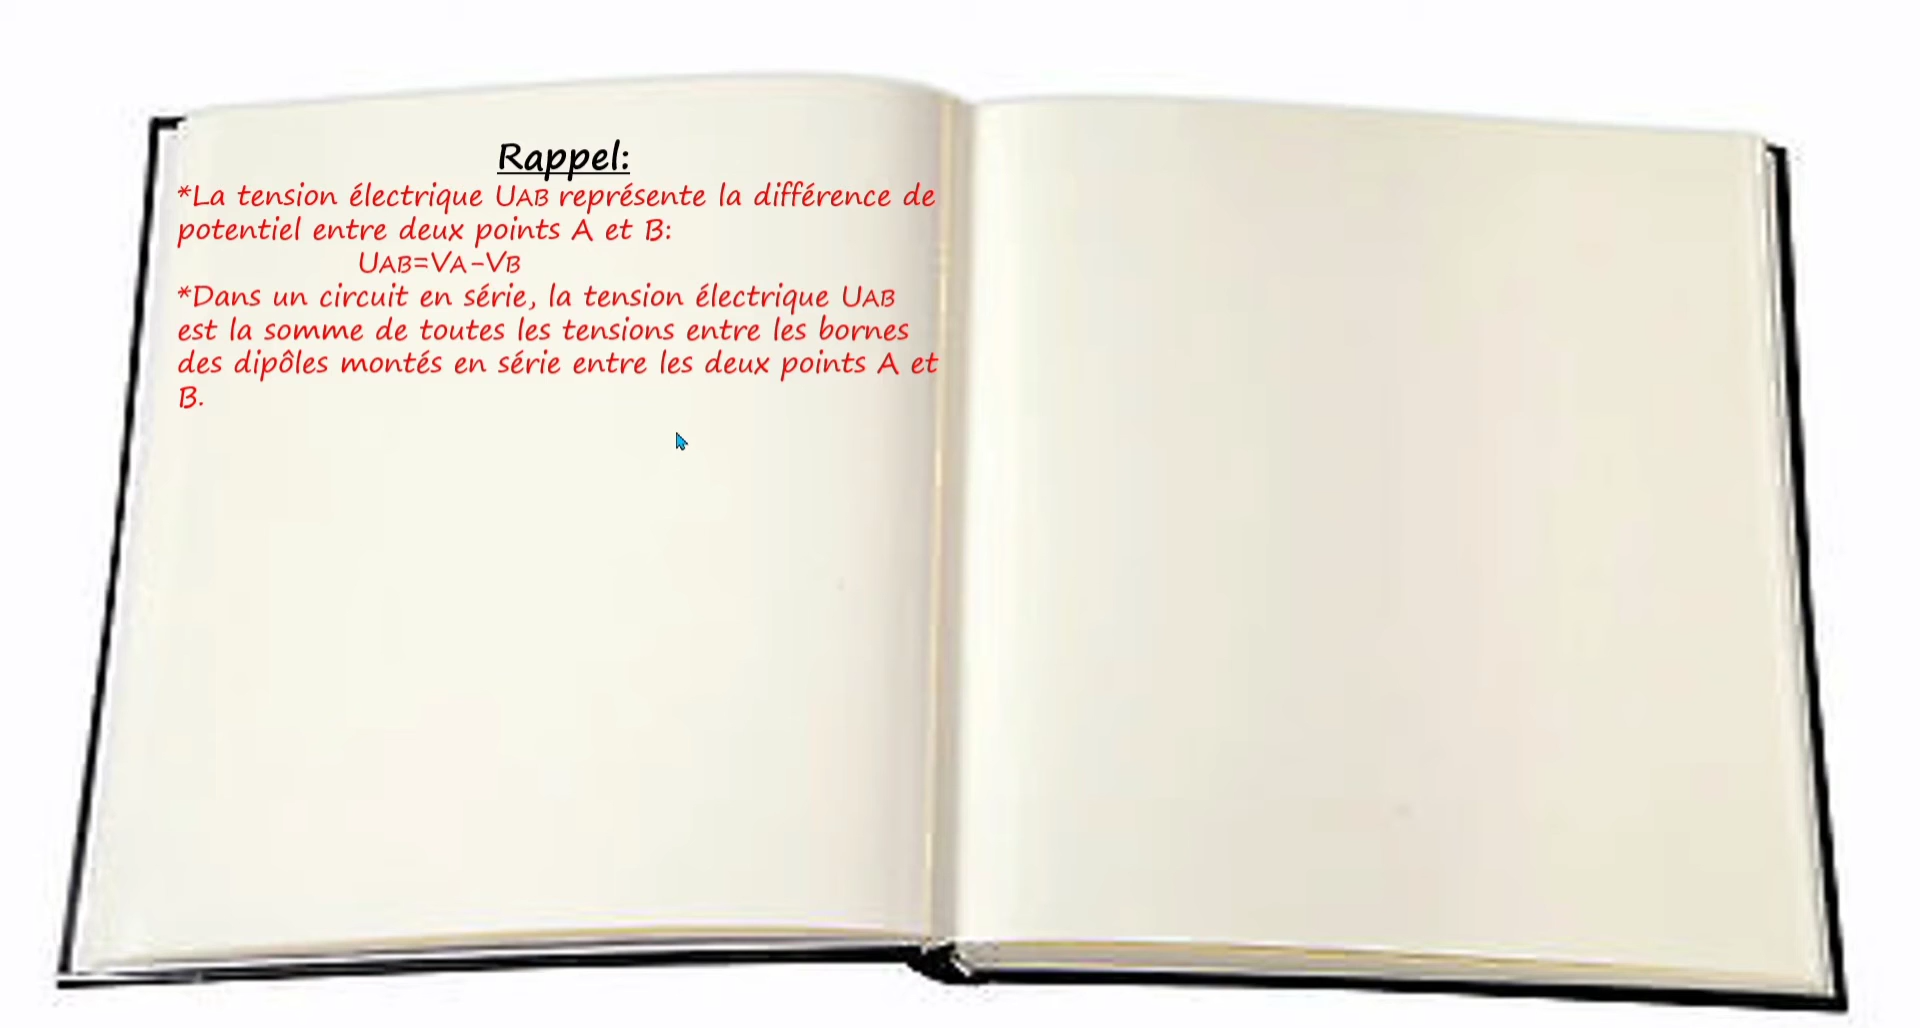 Rappel:
*La tension électrique UAB représente la différence de
potentiel entre deux points A et B:
UAB=VA-VB
*Dans un circuit en série, la tension électrique UAB
est la somme de toutes les tensions entre les bornes
des dipôles montés en série entre les deux points A et
B.